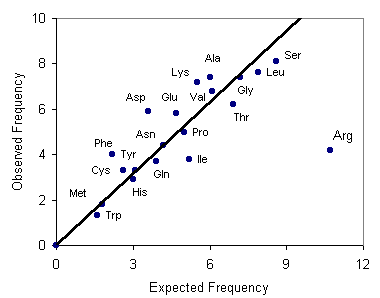 10
8
6
4
2
0
Observed Frequency
Ser
Ala
Lys
Leu
Asp
Glu
Val
Gly
Thr
Asn
Pro
Arg
Phe
Tyr
Ile
Cys
Gln
Met
His
Trp
0 3 6 9 12
Expected Frequency